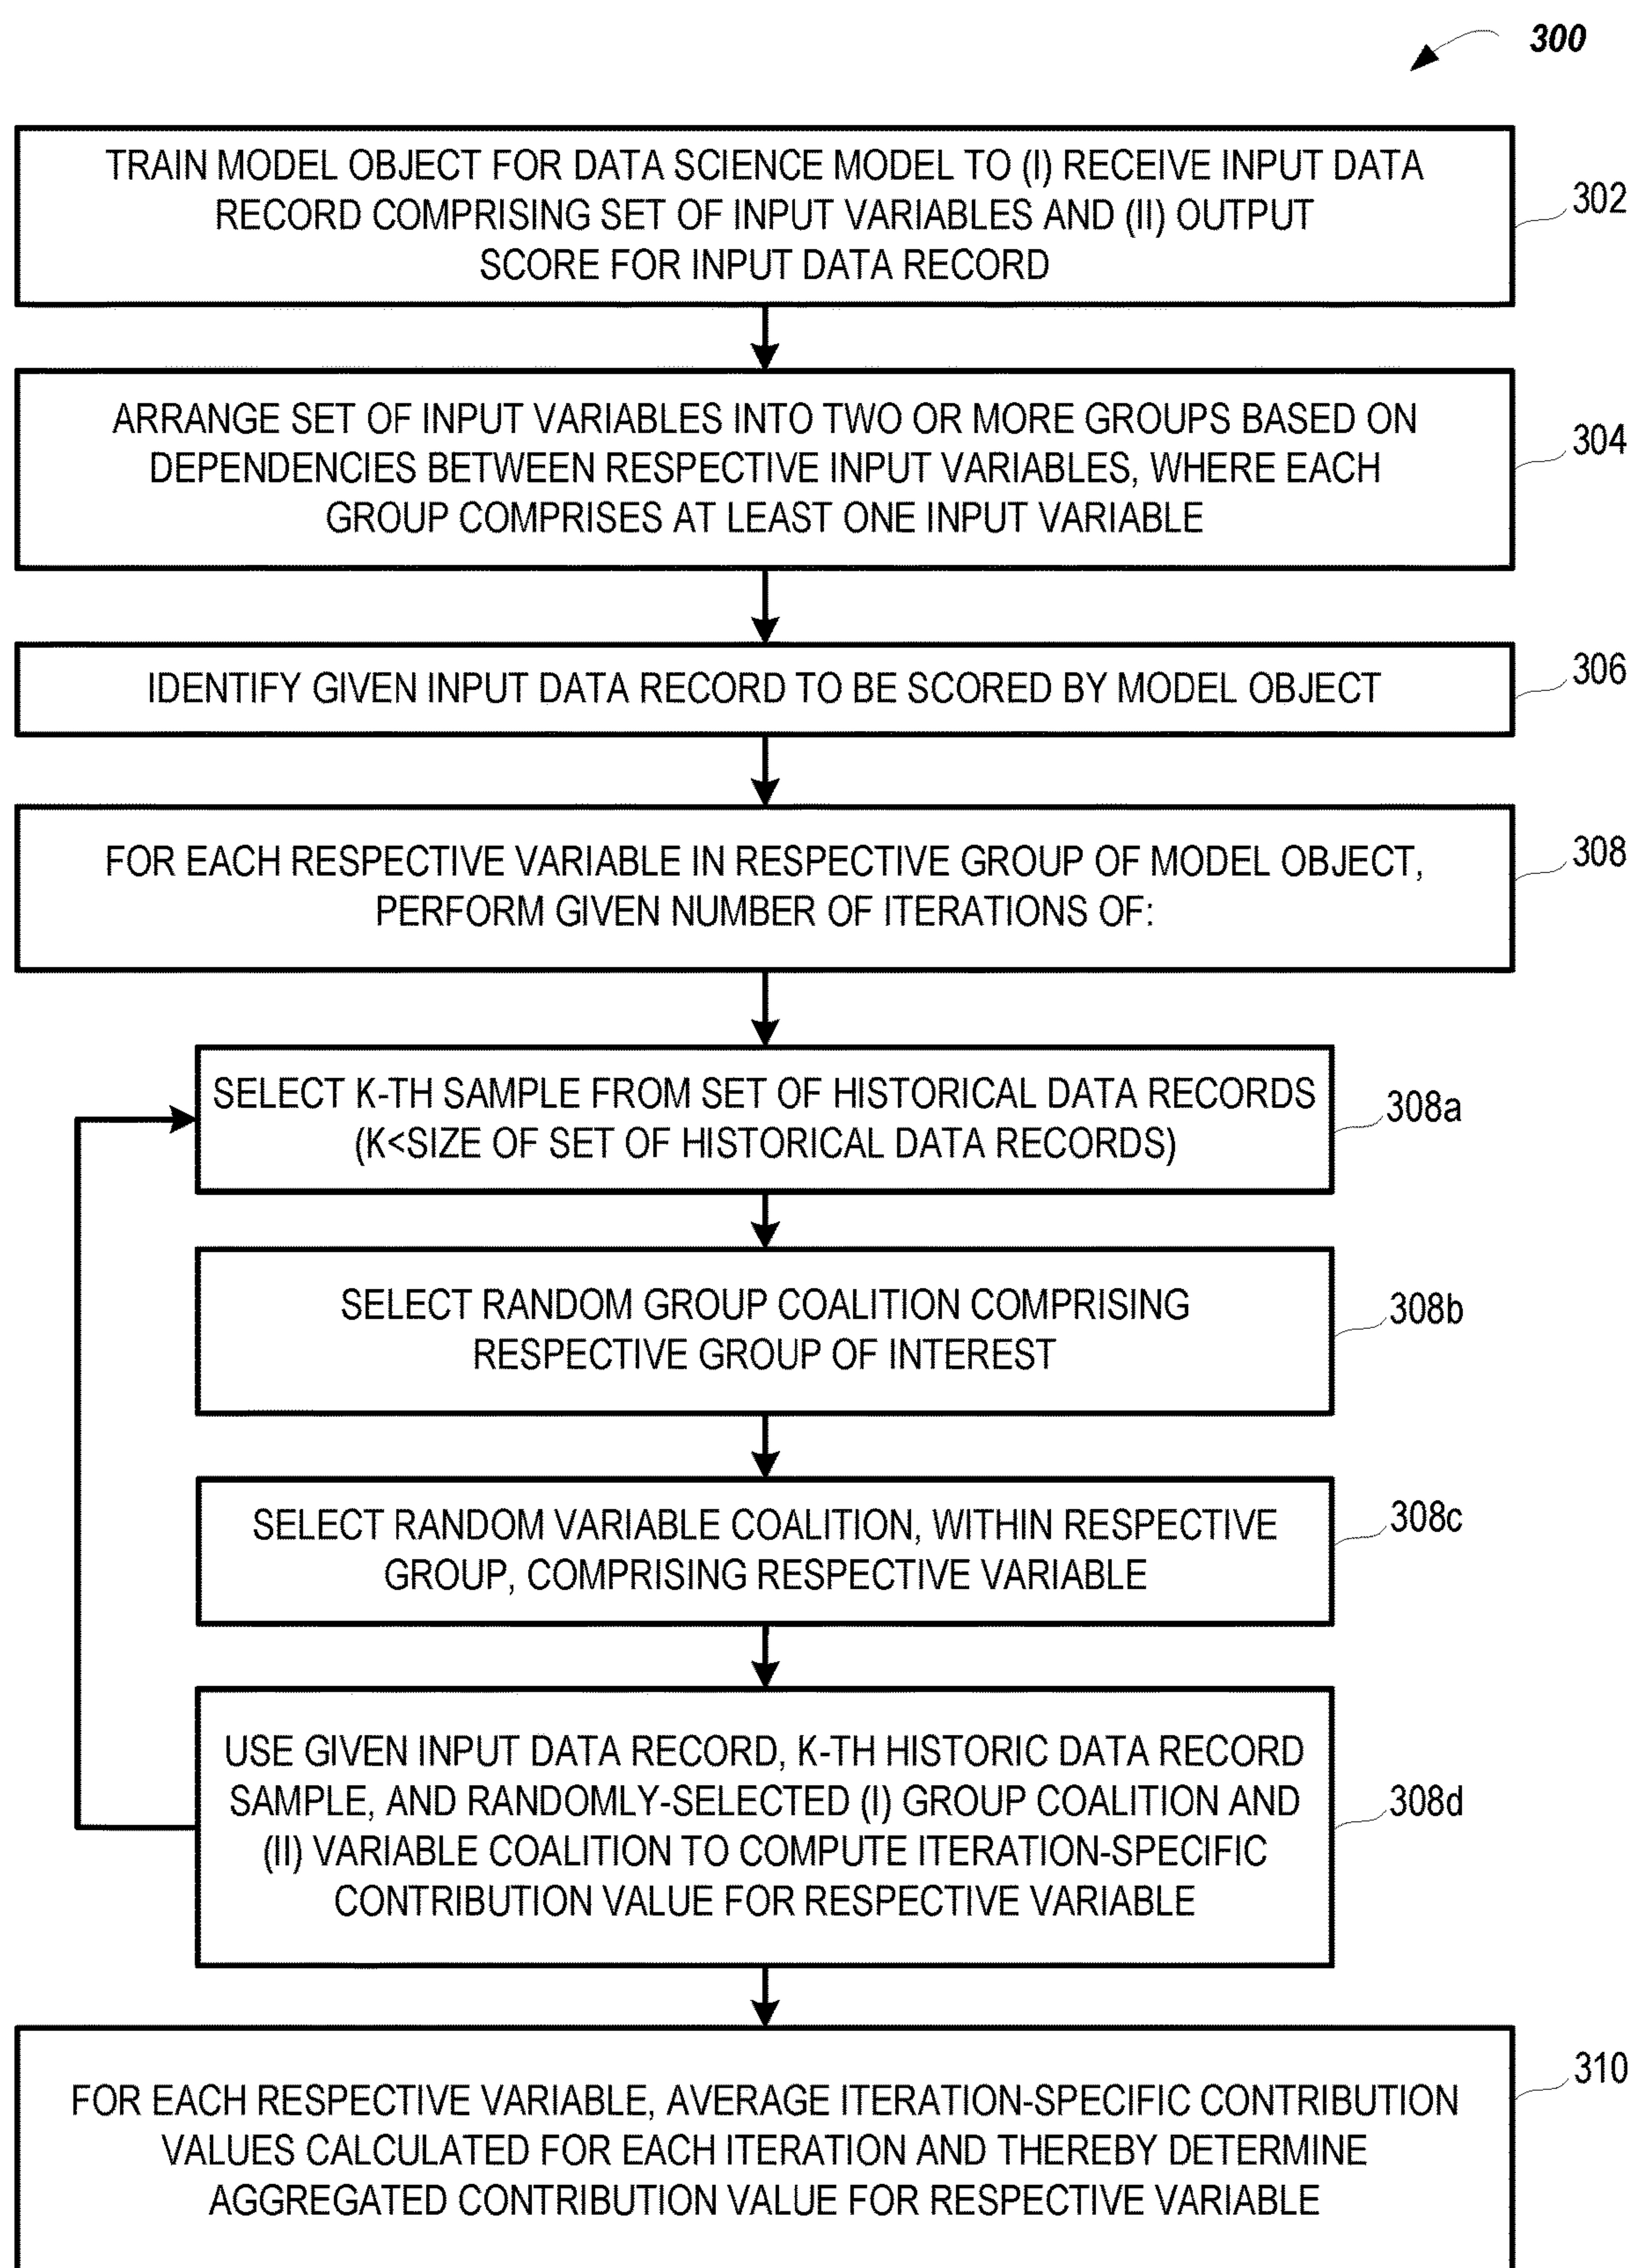 300
TRAIN MODEL OBJECT FOR DATA SCIENCE MODEL TO (I) RECEIVE INPUT DATA
RECORD COMPRISING SET OF INPUT VARIABLES AND (II) OUTPUT
SCORE FOR INPUT DATA RECORD
302
ARRANGE SET OF INPUT VARIABLES INTO TWO OR MORE GROUPS BASED ON
DEPENDENCIES BETWEEN RESPECTIVE INPUT VARIABLES, WHERE EACH
GROUP COMPRISES AT LEAST ONE INPUT VARIABLE
304
IDENTIFY GIVEN INPUT DATA RECORD TO BE SCORED BY MODEL OBJECT
306
FOR EACH RESPECTIVE VARIABLE IN RESPECTIVE GROUP OF MODEL OBJECT,
PERFORM GIVEN NUMBER OF ITERATIONS OF:
308
SELECT K-TH SAMPLE FROM SET OF HISTORICAL DATA RECORDS
(K<SIZE OF SET OF HISTORICAL DATA RECORDS)
308a
SELECT RANDOM GROUP COALITION COMPRISING
RESPECTIVE GROUP OF INTEREST
308b
SELECT RANDOM VARIABLE COALITION, WITHIN RESPECTIVE
GROUP, COMPRISING RESPECTIVE VARIABLE
308c
USE GIVEN INPUT DATA RECORD, K-TH HISTORIC DATA RECORD
SAMPLE, AND RANDOMLY-SELECTED (I) GROUP COALITION AND
(II) VARIABLE COALITION TO COMPUTE ITERATION-SPECIFIC
CONTRIBUTION VALUE FOR RESPECTIVE VARIABLE
308d
FOR EACH RESPECTIVE VARIABLE, AVERAGE ITERATION-SPECIFIC CONTRIBUTION
VALUES CALCULATED FOR EACH ITERATION AND THEREBY DETERMINE
AGGREGATED CONTRIBUTION VALUE FOR RESPECTIVE VARIABLE
310